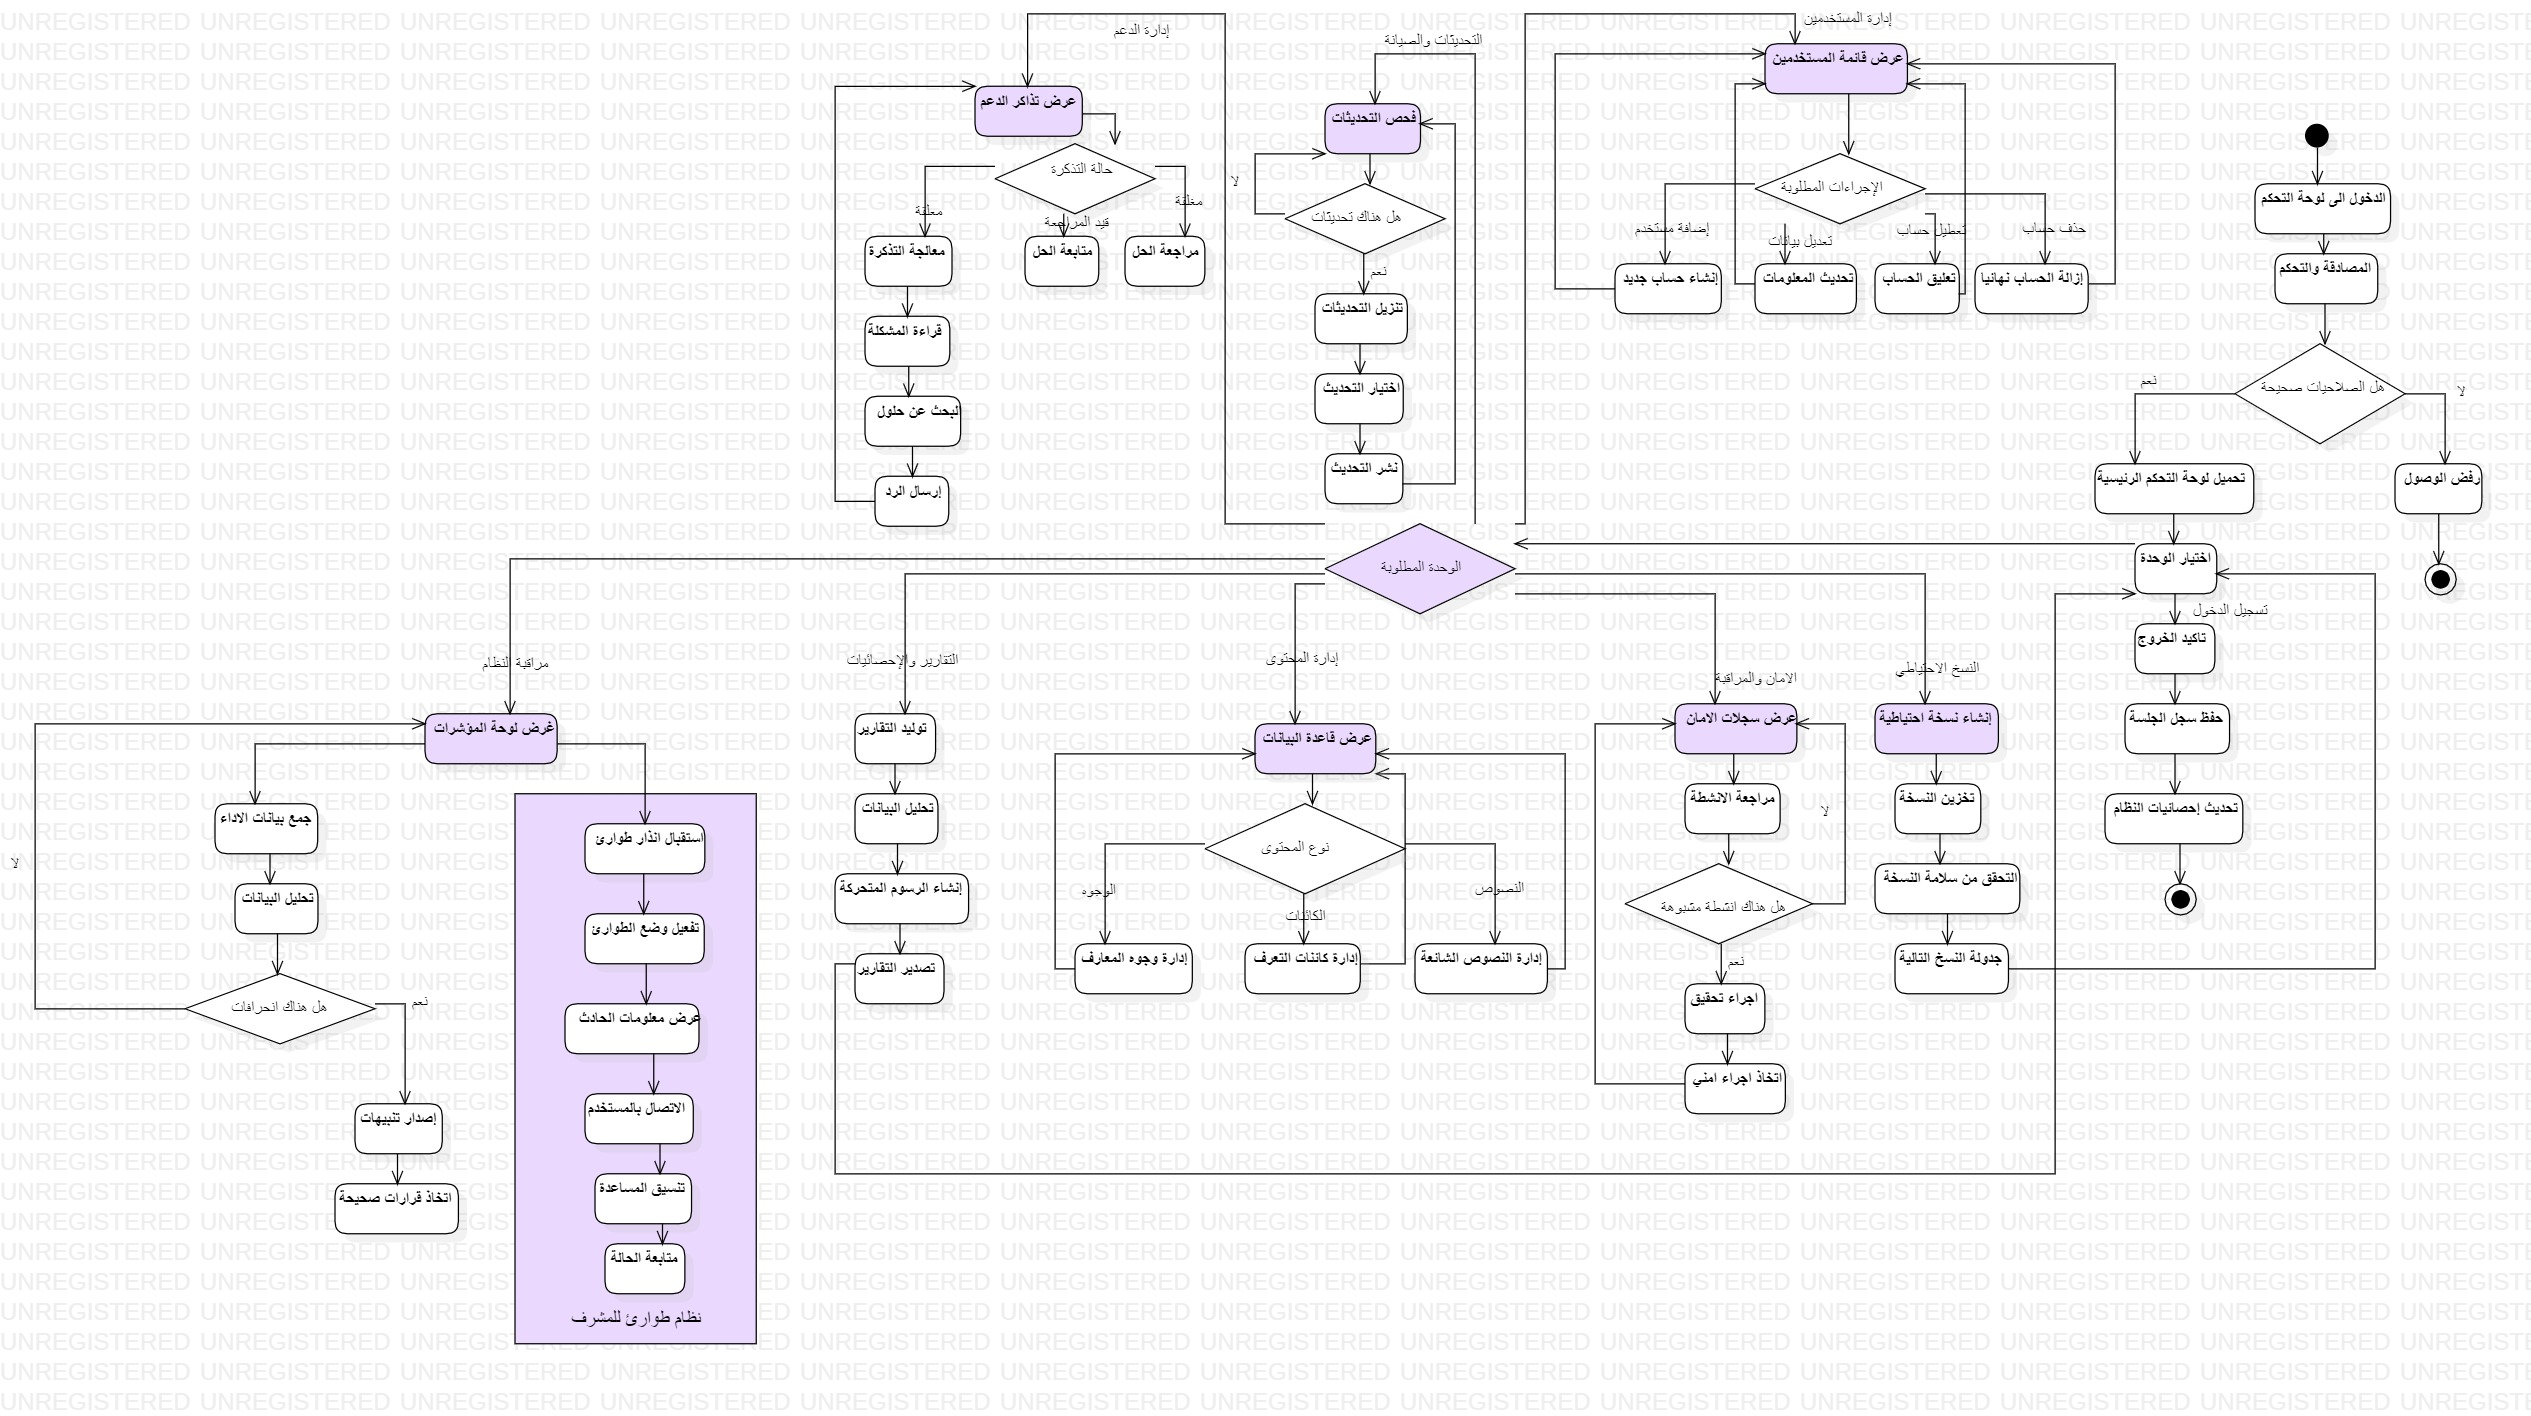 إدارة المستخدمين
عرض قائمة المستخدمين
الإجراءات المطلوبة
حذف حساب
تعطيل حساب
تعديل بيانات
إضافة مستخدم
إزالة الحساب نهائيا
تعليق الحساب
تحديث المعلومات
إنشاء حساب جديد
الدخول الى لوحة التحكم
المصادقة والتحكم
هل الصلاحيات صحيحة
نعم
لا
تحميل لوحة التحكم الرئيسية
رفض الوصول
اختيار الوحدة
تسجيل الدخول
تاكيد الخروج
حفظ سجل الجلسة
تحديث إحصائيات النظام
التحديثات والصيانة
فحص التحديثات
لا
هل هناك تحديثات
نعم
تنزيل التحديثات
اختيار التحديث
نشر التحديث
إدارة الدعم
عرض تذاكر الدعم
حالة التذكرة
مغلقة
قيد المراجعة
معلقة
مراجعة الحل
متابعة الحل
معالجة التذكرة
قراءة المشكلة
لبحث عن حلول
إرسال الرد
الوحدة المطلوبة
النسخ الاحتياطي
إنشاء نسخة احتياطية
تخزين النسخة
التحقق من سلامة النسخة
جدولة النسخ التالية
الامان والمراقبة
عرض سجلات الامان
مراجعة الانشطة
لا
هل هناك انشطة مشبوهة
نعم
اجراء تحقيق
اتخاذ اجراء امني
إدارة المحتوى
عرض قاعدة البيانات
نوع المحتوى
النصوص
الكائنات
الوجوه
إدارة النصوص الشائعة
إدارة كائنات التعرف
إدارة وجوه المعارف
التقارير والإحصائيات
توليد التقارير
تحليل البيانات
إنشاء الرسوم المتحركة
تصدير التقارير
مراقبة النظام
غرض لوحة المؤشرات
جمع بيانات الاداء
تحليل البيانات
لا
هل هناك انحرافات
نعم
إصدار تنبيهات
اتخاذ قرارات صحيحة
استقبال انذار طوارئ
تفعيل وضع الطوارئ
عرض معلومات الحادث
الاتصال بالمستخدم
تنسيق المساعدة
متابعة الحالة
نظام طوارئ للمشرف